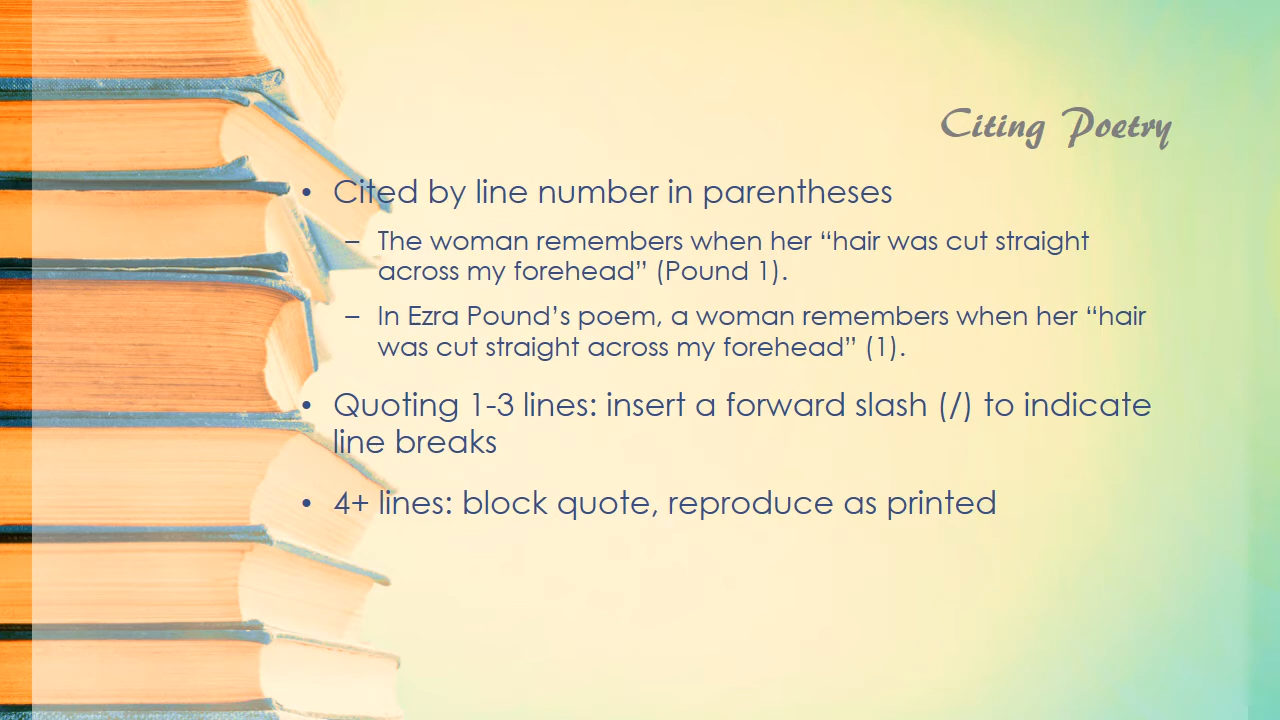 Citing Poetry
• Cited by line number in parentheses
– The woman remembers when her “hair was cut straight
across my forehead” (Pound 1).
– In Ezra Pound’s poem, a woman remembers when her “hair
was cut straight across my forehead” (1).
• Quoting 1-3 lines: insert a forward slash (/) to indicate
line breaks
• 4+ lines: block quote, reproduce as printed